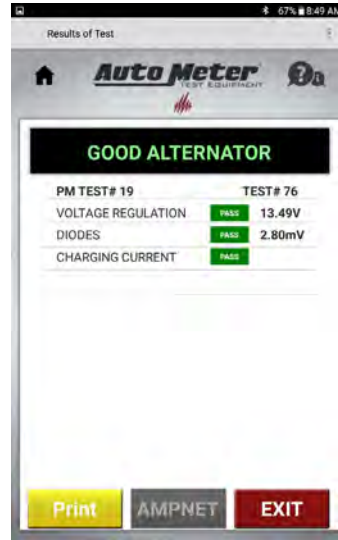 67% 8:49 AM
Results of Test
Auto Meter
TEST EQUIPMENT
?a
GOOD ALTERNATOR
PM TEST# 19 TEST# 76
VOLTAGE REGULATION PASS 13.49V
DIODES PASS 2.80mV
CHARGING CURRENT PASS
Print AMPNET EXIT